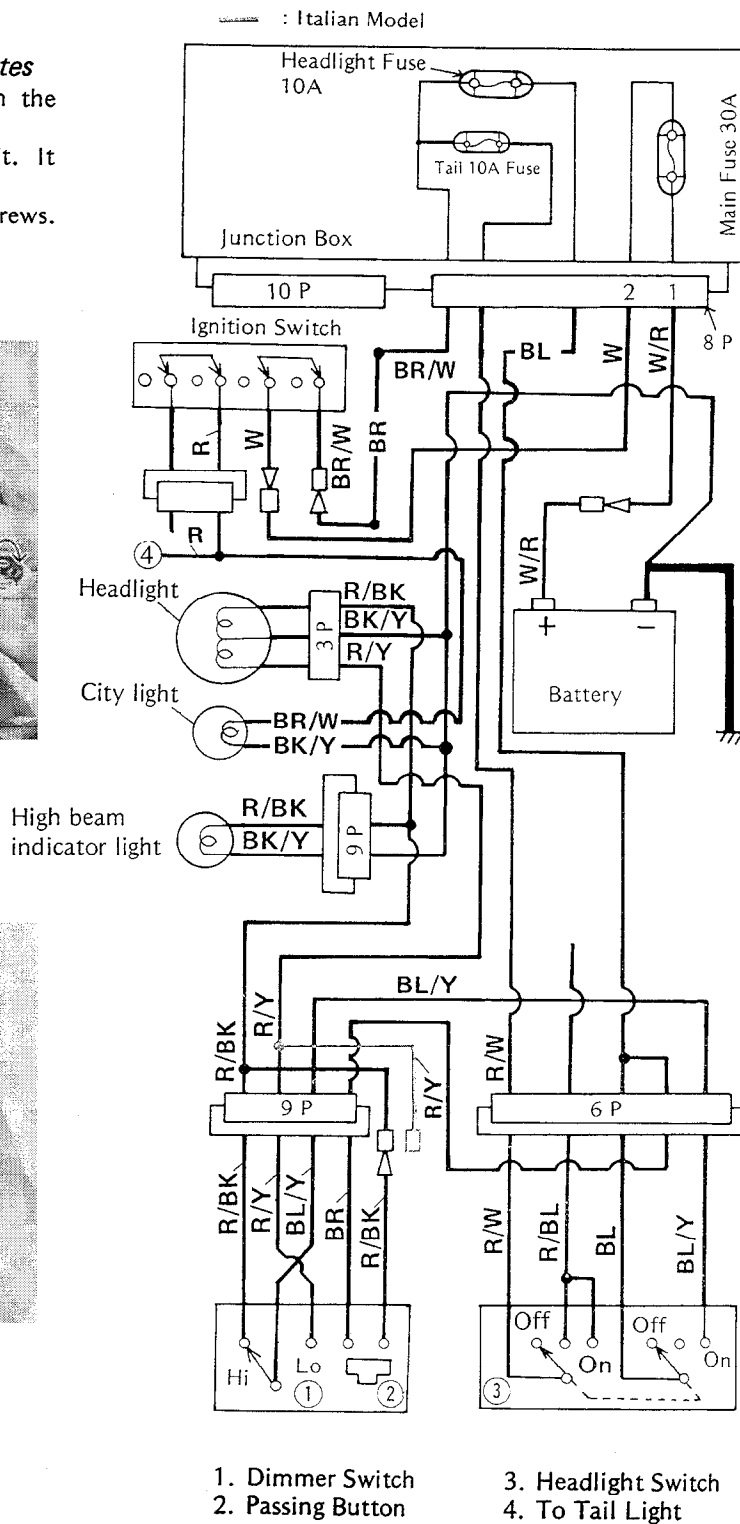 : Italian Model
tes
n the
't. It
rews.
Headlight Fuse
10A
Tail 10A Fuse
Main Fuse 30A
Junction Box
10 P
2 1
8 P
Ignition Switch
BR/W
BL
W
W/R
R
W
BR/W
BR
R
4
W/R
Headlight
R/BK
BK/Y
R/Y
3 P
+ −
Battery
City light
BR/W
BK/Y
High beam
indicator light
R/BK
BK/Y
9 P
BL/Y
R/BK
R/Y
R/Y
R/W
9 P
6 P
R/BK
R/Y
BL/Y
BR
R/BK
R/W
R/BL
BL
BL/Y
Hi
Lo
1
2
Off
On
Off
On
3
1. Dimmer Switch
2. Passing Button
3. Headlight Switch
4. To Tail Light